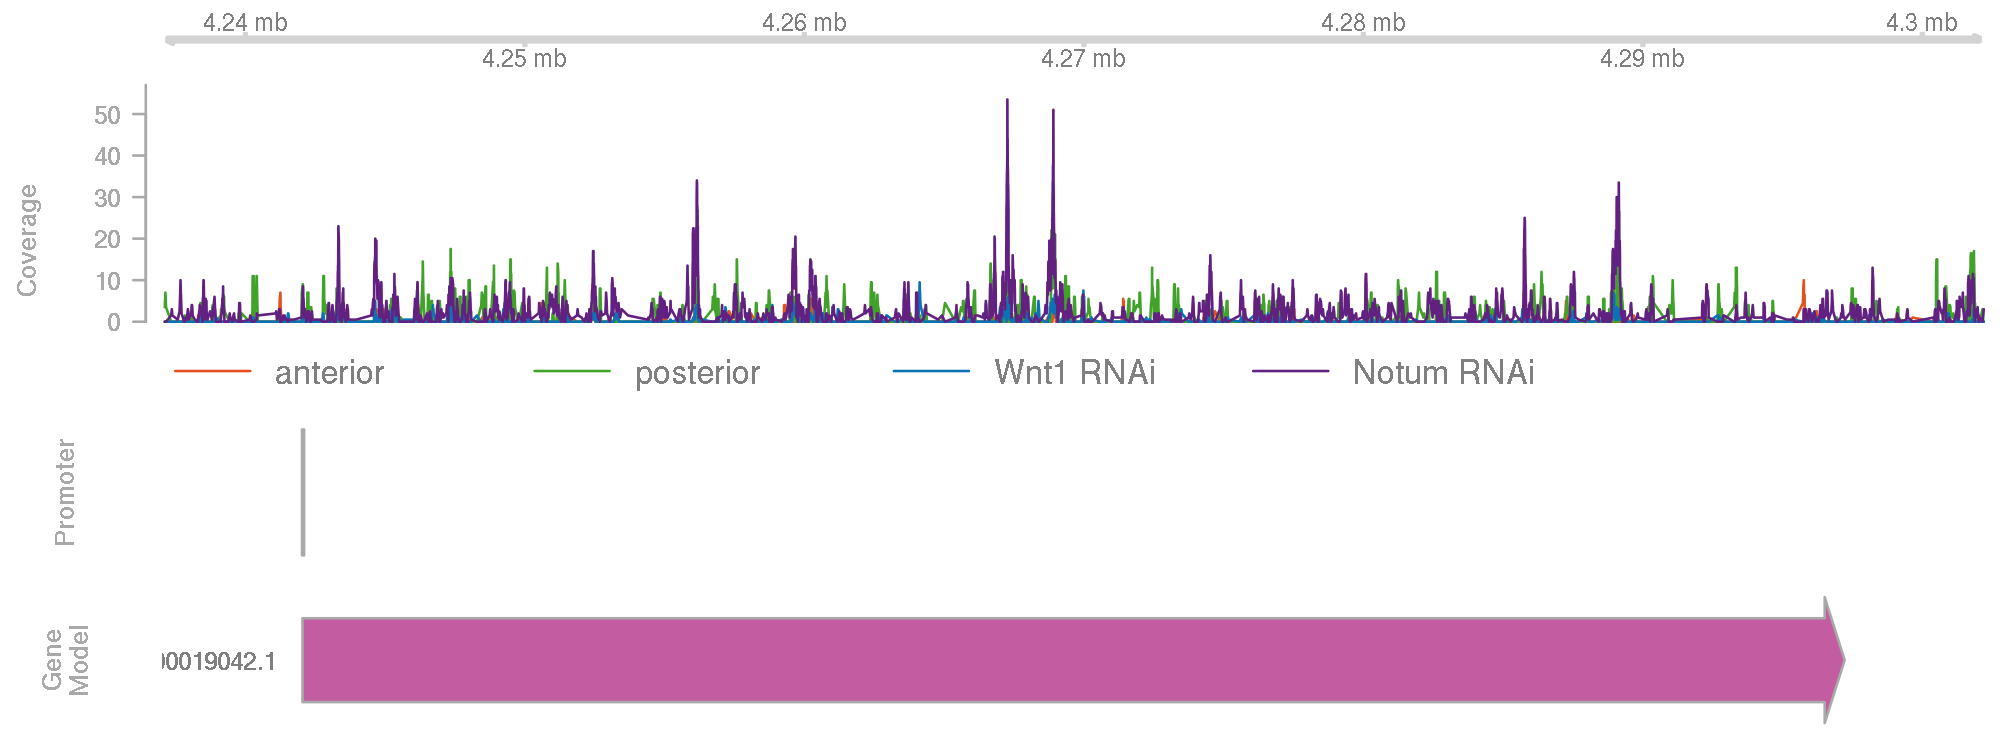 4.24 mb 4.26 mb 4.28 mb 4.3 mb
4.25 mb 4.27 mb 4.29 mb
Coverage
50
40
30
20
10
0
anterior posterior Wnt1 RNAi Notum RNAi
Promoter
Gene
Model
00019042.1